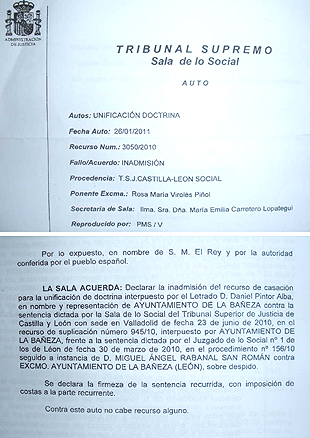 ADMINISTRACIÓN
DE JUSTICIA
TRIBUNAL SUPREMO
Sala de lo Social
AUTO
Autos: UNIFICACIÓN DOCTRINA
Fecha Auto: 26/01/2011
Recurso Num.: 3050/2010
Fallo/Acuerdo: INADMISIÓN
Procedencia: T.S.J.CASTILLA-LEON SOCIAL
Ponente Excma.: Rosa María Virolés Piñol
Secretaría de Sala: Ilma. Sra. Dña. María Emilia Carretero Lopategui
Reproducido por: PMS / V
Por lo expuesto, en nombre de S. M. El Rey y por la autoridad
conferida por el pueblo español.
LA SALA ACUERDA: Declarar la inadmisión del recurso de casación
para la unificación de doctrina interpuesto por el Letrado D. Daniel Pintor Alba,
en nombre y representación de AYUNTAMIENTO DE LA BAÑEZA contra la
sentencia dictada por la Sala de lo Social del Tribunal Superior de Justicia de
Castilla y León con sede en Valladolid de fecha 23 de junio de 2010, en el
recurso de suplicación número 945/10, interpuesto por AYUNTAMIENTO DE
LA BAÑEZA, frente a la sentencia dictada por el Juzgado de lo Social nº 1 de
los de León de fecha 30 de marzo de 2010, en el procedimiento nº 156/10
seguido a instancia de D. MIGUEL ÁNGEL RABANAL SAN ROMÁN contra
EXCMO. AYUNTAMIENTO DE LA BAÑEZA (LEÓN), sobre despido.
Se declara la firmeza de la sentencia recurrida, con imposición de
costas a la parte recurrente.
Contra este auto no cabe recurso alguno.